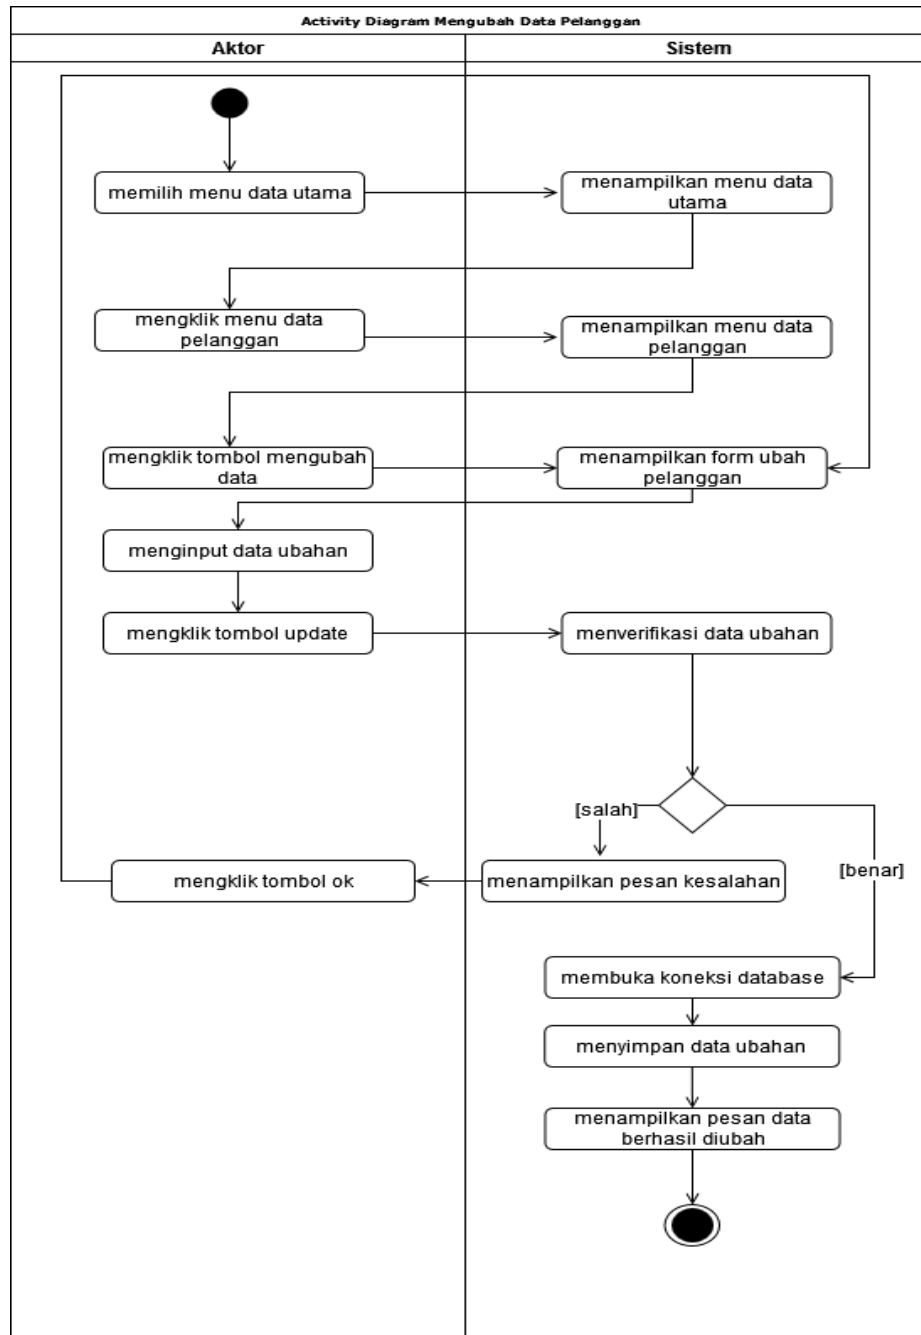 Activity Diagram Mengubah Data Pelanggan
Aktor
Sistem
memilih menu data utama
menampilkan menu data
utama
mengklik menu data
pelanggan
menampilkan menu data
pelanggan
mengklik tombol mengubah
data
menampilkan form ubah
pelanggan
menginput data ubahan
mengklik tombol update
menverifikasi data ubahan
[salah]
[benar]
mengklik tombol ok
menampilkan pesan kesalahan
membuka koneksi database
menyimpan data ubahan
menampilkan pesan data
berhasil diubah